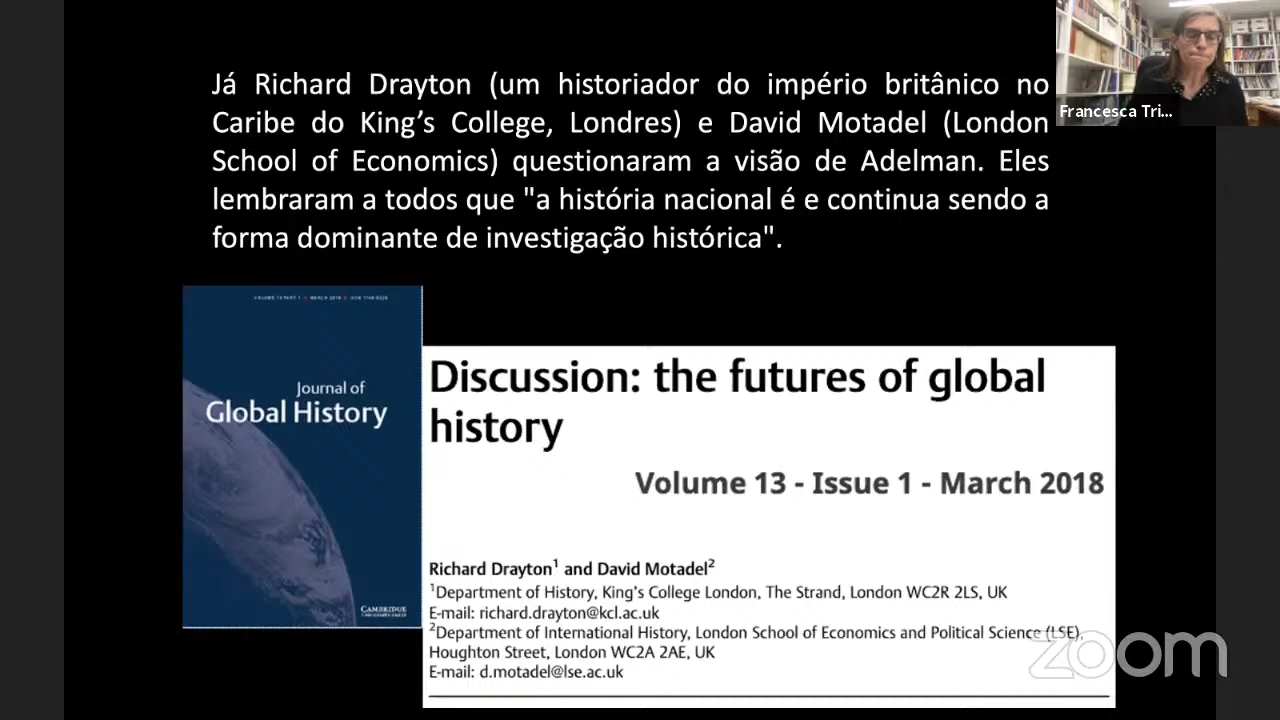 Já Richard Drayton (um historiador do império britânico no
Caribe do King's College, Londres) e David Motadel (London
School of Economics) questionaram a visão de Adelman. Eles
lembraram a todos que "a história nacional é e continua sendo a
forma dominante de investigação histórica".
Francesca Tri...
Journal of
Global History
CAMBRIDGE
Discussion: the futures of global
history
Volume 13 - Issue 1 - March 2018
Richard Drayton¹ and David Motadel²
¹Department of History, King's College London, The Strand, London WC2R 2LS, UK
E-mail: richard.drayton@kcl.ac.uk
²Department of International History, London School of Economics and Political Science (LSE),
Houghton Street, London WC2A 2AE, UK
E-mail: d.motadel@lse.ac.uk
zoom